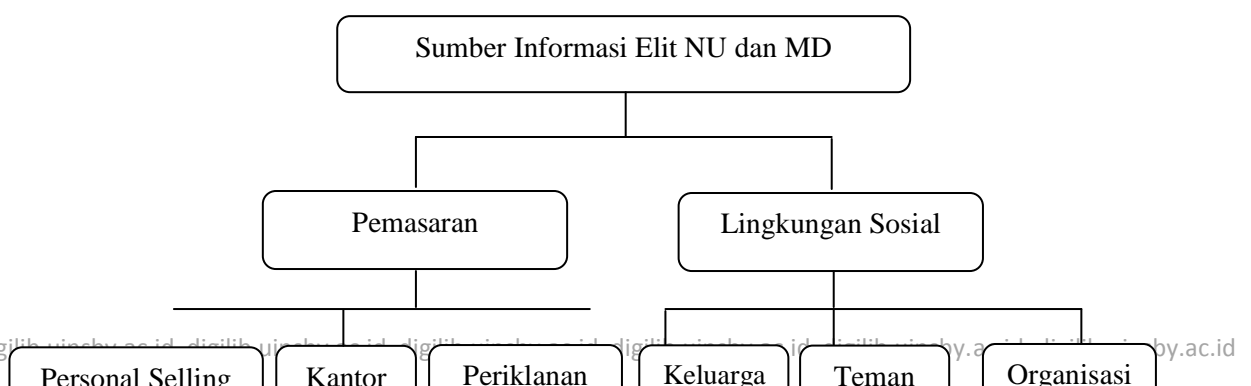 Sumber Informasi Elit NU dan MD
Pemasaran
Lingkungan Sosial
Personal Selling
Kantor
Periklanan
Keluarga
Teman
Organisasi